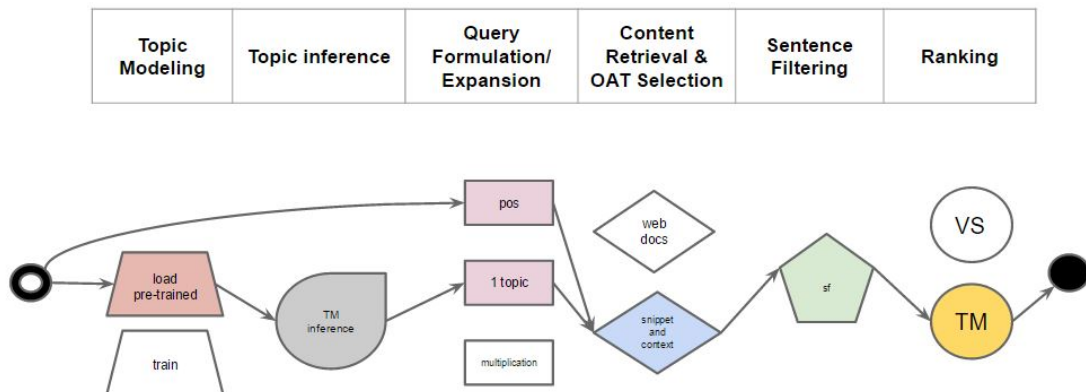 Topic
Modeling
Topic inference
Query
Formulation/
Expansion
Content
Retrieval &
OAT Selection
Sentence
Filtering
Ranking
pos
web
docs
VS
load
pre-trained
TM
inference
1 topic
snippet
and
context
sf
TM
train
multiplication